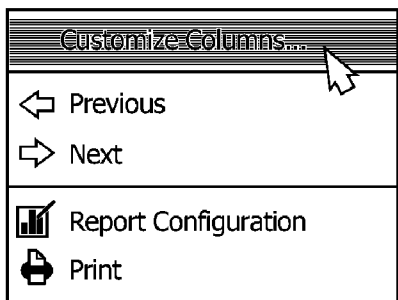 Customize Columns...
Previous
Next
Report Configuration
Print